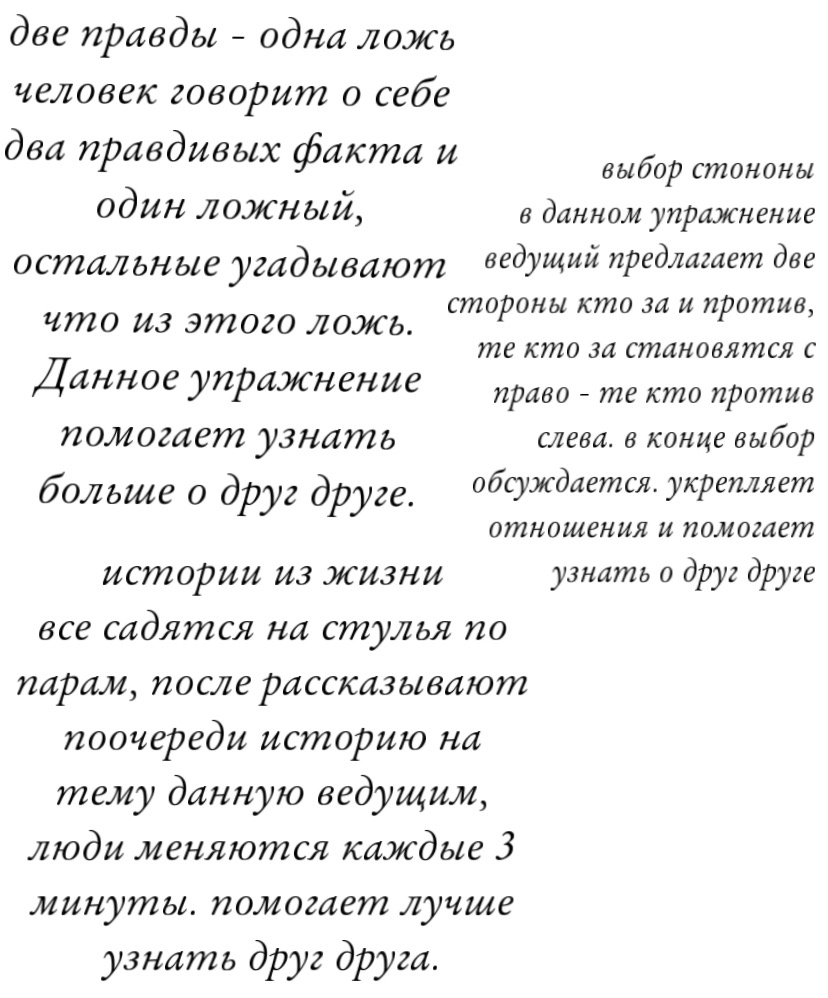 две правды - одна ложь
человек говорит о себе
два правдивых факта и
один ложный,
остальные угадывают
что из этого ложь.
Данное упражнение
помогает узнать
больше о друг друге.
выбор стононы
в данном упражнение
ведущий предлагает две
стороны кто за и против,
те кто за становятся с
право - те кто против
слева. в конце выбор
обсуждается. укрепляет
отношения и помогает
узнать о друг друге
истории из жизни
все садятся на стулья по
парам, после рассказывают
поочереди историю на
тему данную ведущим,
люди меняются каждые 3
минуты. помогает лучше
узнать друг друга.